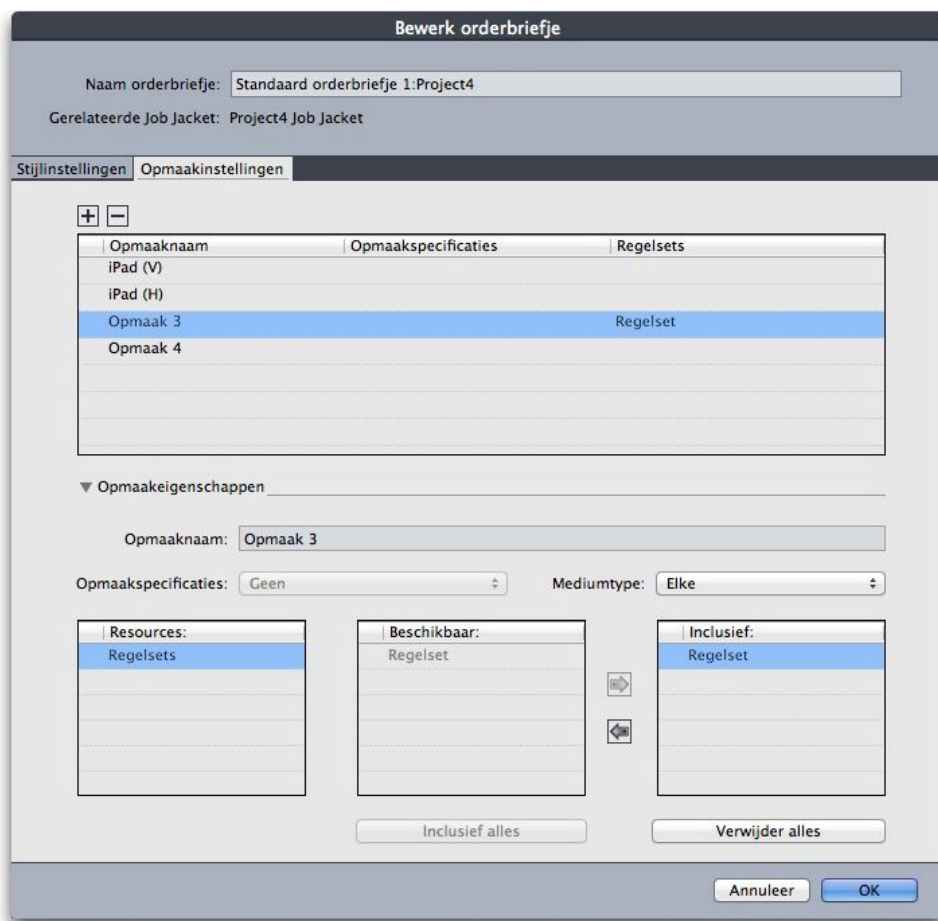 Bewerk orderbriefje
Naam orderbriefje: Standaard orderbriefje 1:Project4
Gerelateerde Job Jacket: Project4 Job Jacket
Stijlinstellingen Opmaakinstellingen
Opmaaknaam Opmaakspecificaties Regelsets
iPad (V)
iPad (H)
Opmaak 3 Regelset
Opmaak 4
Opmaakeigenschappen
Opmaaknaam: Opmaak 3
Opmaakspecificaties: Geen Mediumtype: Elke
Resources: Beschikbaar: Inclusief:
Regelsets Regelset Regelset
Inclusief alles Verwijder alles
Annuleer OK